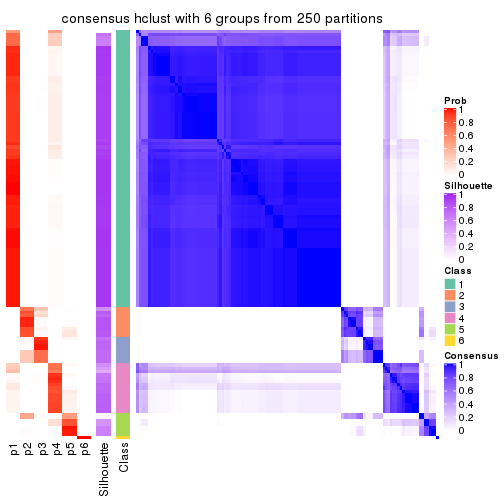 consensus hclust with 6 groups from 250 partitions
Prob
1
0.8
0.6
0.4
0.2
0
Silhouette
1
0.8
0.6
0.4
0.2
0
Class
1
2
3
4
5
6
Consensus
1
0.8
0.6
0.4
0.2
0
p1
p2
p3
p4
p5
p6
Silhouette
Class